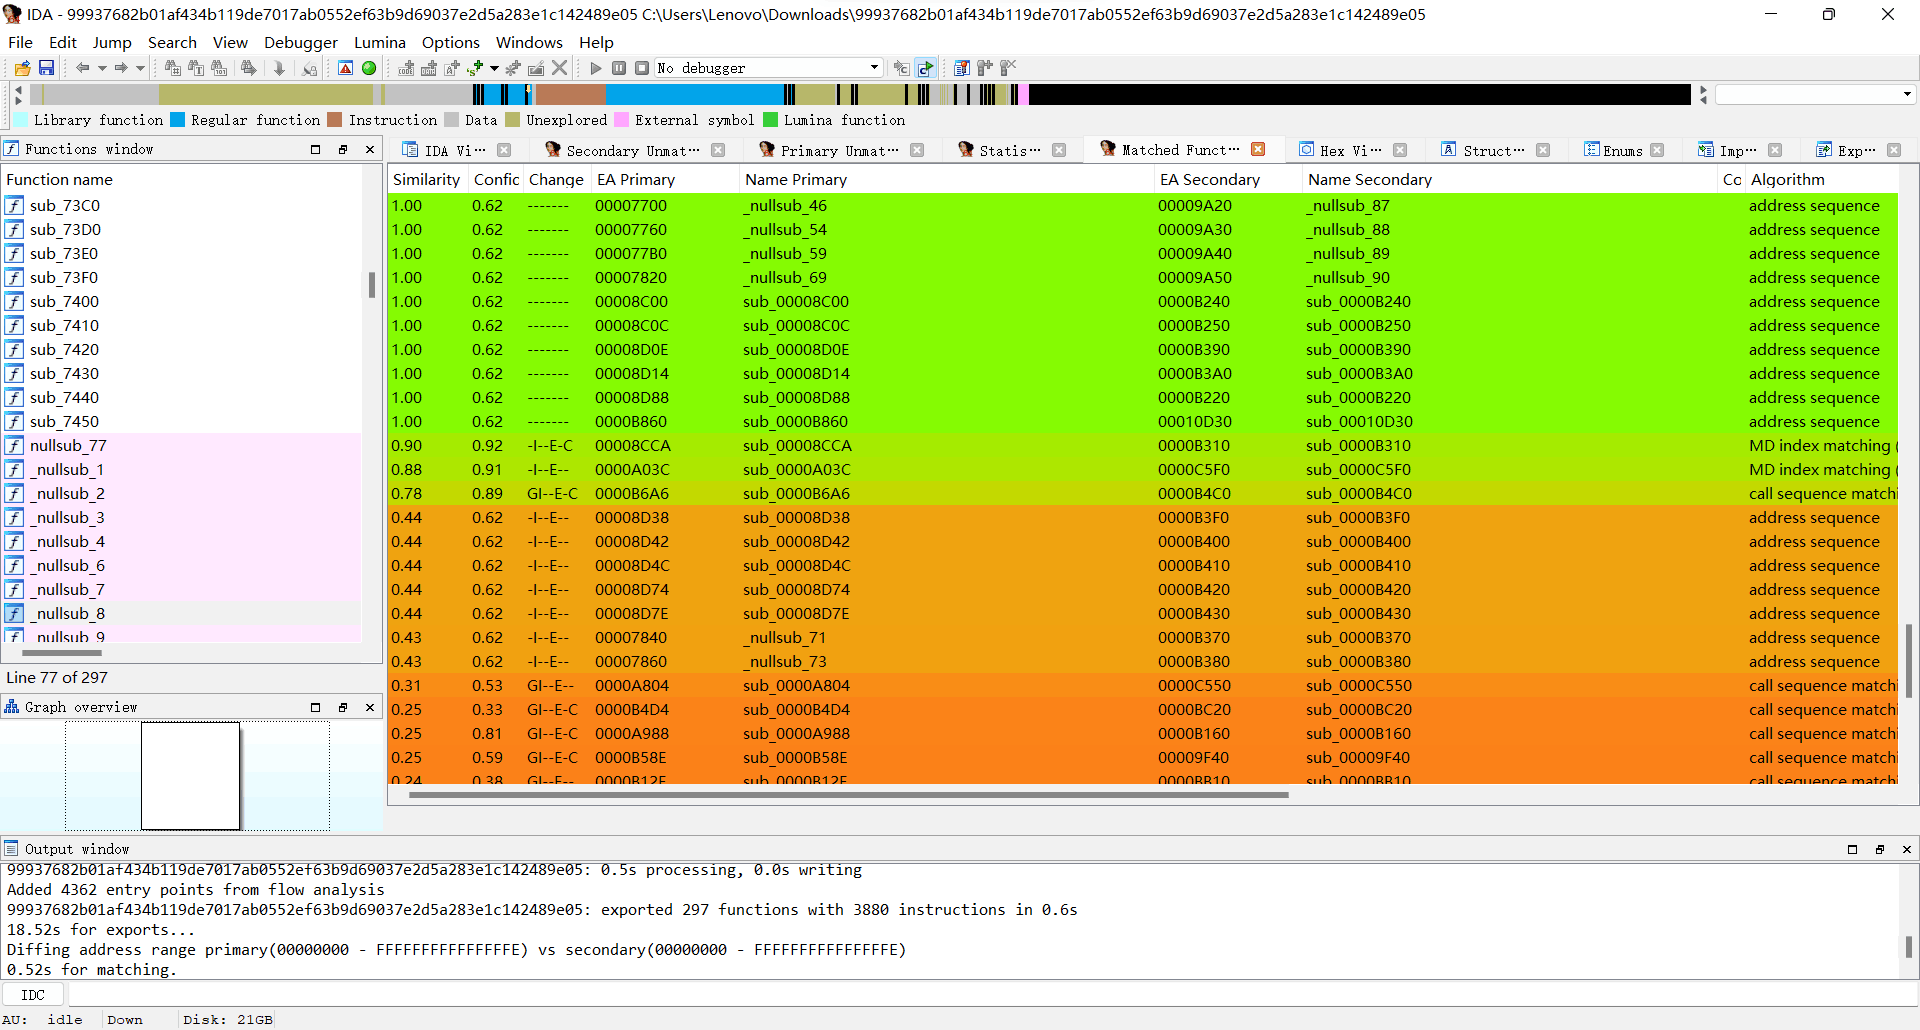 IDA - 99937682b01af434b119de7017ab0552ef63b9d69037e2d5a283e1c142489e05 C:\Users\Lenovo\Downloads\99937682b01af434b119de7017ab0552ef63b9d69037e2d5a283e1c142489e05
File Edit Jump Search View Debugger Lumina Options Windows Help
No debugger
Library function Regular function Instruction Data Unexplored External symbol Lumina function
Functions window
IDA Vi··· Secondary Unmat··· Primary Unmat··· Statis··· Matched Funct··· Hex Vi··· Struct··· Enums Imp··· Exp···
Function name
sub_73C0
sub_73D0
sub_73E0
sub_73F0
sub_7400
sub_7410
sub_7420
sub_7430
sub_7440
sub_7450
nullsub_77
_nullsub_1
_nullsub_2
_nullsub_3
_nullsub_4
_nullsub_6
_nullsub_7
_nullsub_8
_nullsub_9
Line 77 of 297
Graph overview
Similarity Confic Change EA Primary Name Primary EA Secondary Name Secondary Cc Algorithm
1.00 0.62 ------- 00007700 _nullsub_46 00009A20 _nullsub_87 address sequence
1.00 0.62 ------- 00007760 _nullsub_54 00009A30 _nullsub_88 address sequence
1.00 0.62 ------- 000077B0 _nullsub_59 00009A40 _nullsub_89 address sequence
1.00 0.62 ------- 00007820 _nullsub_69 00009A50 _nullsub_90 address sequence
1.00 0.62 ------- 00008C00 sub_00008C00 0000B240 sub_0000B240 address sequence
1.00 0.62 ------- 00008C0C sub_00008C0C 0000B250 sub_0000B250 address sequence
1.00 0.62 ------- 00008D0E sub_00008D0E 0000B390 sub_0000B390 address sequence
1.00 0.62 ------- 00008D14 sub_00008D14 0000B3A0 sub_0000B3A0 address sequence
1.00 0.62 ------- 00008D88 sub_00008D88 0000B220 sub_0000B220 address sequence
1.00 0.62 ------- 0000B860 sub_0000B860 00010D30 sub_00010D30 address sequence
0.90 0.92 -I--E-C 00008CCA sub_00008CCA 0000B310 sub_0000B310 MD index matching (
0.88 0.91 -I--E-- 0000A03C sub_0000A03C 0000C5F0 sub_0000C5F0 MD index matching (
0.78 0.89 GI--E-C 0000B6A6 sub_0000B6A6 0000B4C0 sub_0000B4C0 call sequence matchi
0.44 0.62 -I--E-- 00008D38 sub_00008D38 0000B3F0 sub_0000B3F0 address sequence
0.44 0.62 -I--E-- 00008D42 sub_00008D42 0000B400 sub_0000B400 address sequence
0.44 0.62 -I--E-- 00008D4C sub_00008D4C 0000B410 sub_0000B410 address sequence
0.44 0.62 -I--E-- 00008D74 sub_00008D74 0000B420 sub_0000B420 address sequence
0.44 0.62 -I--E-- 00008D7E sub_00008D7E 0000B430 sub_0000B430 address sequence
0.43 0.62 -I--E-- 00007840 _nullsub_71 0000B370 sub_0000B370 address sequence
0.43 0.62 -I--E-- 00007860 _nullsub_73 0000B380 sub_0000B380 address sequence
0.31 0.53 GI--E-- 0000A804 sub_0000A804 0000C550 sub_0000C550 call sequence matchi
0.25 0.33 GI--E-C 0000B4D4 sub_0000B4D4 0000BC20 sub_0000BC20 call sequence matchi
0.25 0.81 GI--E-C 0000A988 sub_0000A988 0000B160 sub_0000B160 call sequence matchi
0.25 0.59 GI--E-C 0000B58E sub_0000B58E 00009F40 sub_00009F40 call sequence matchi
0.24 0.38 GI--E-- 0000BB10 sub_0000BB10 call sequence matchi
Output window
99937682b01af434b119de7017ab0552ef63b9d69037e2d5a283e1c142489e05: 0.5s processing, 0.0s writing
Added 4362 entry points from flow analysis
99937682b01af434b119de7017ab0552ef63b9d69037e2d5a283e1c142489e05: exported 297 functions with 3880 instructions in 0.6s
18.52s for exports...
Diffing address range primary(00000000 - FFFFFFFFFFFFFFFE) vs secondary(00000000 - FFFFFFFFFFFFFFFE)
0.52s for matching.
IDC
AU: idle Down Disk: 21GB